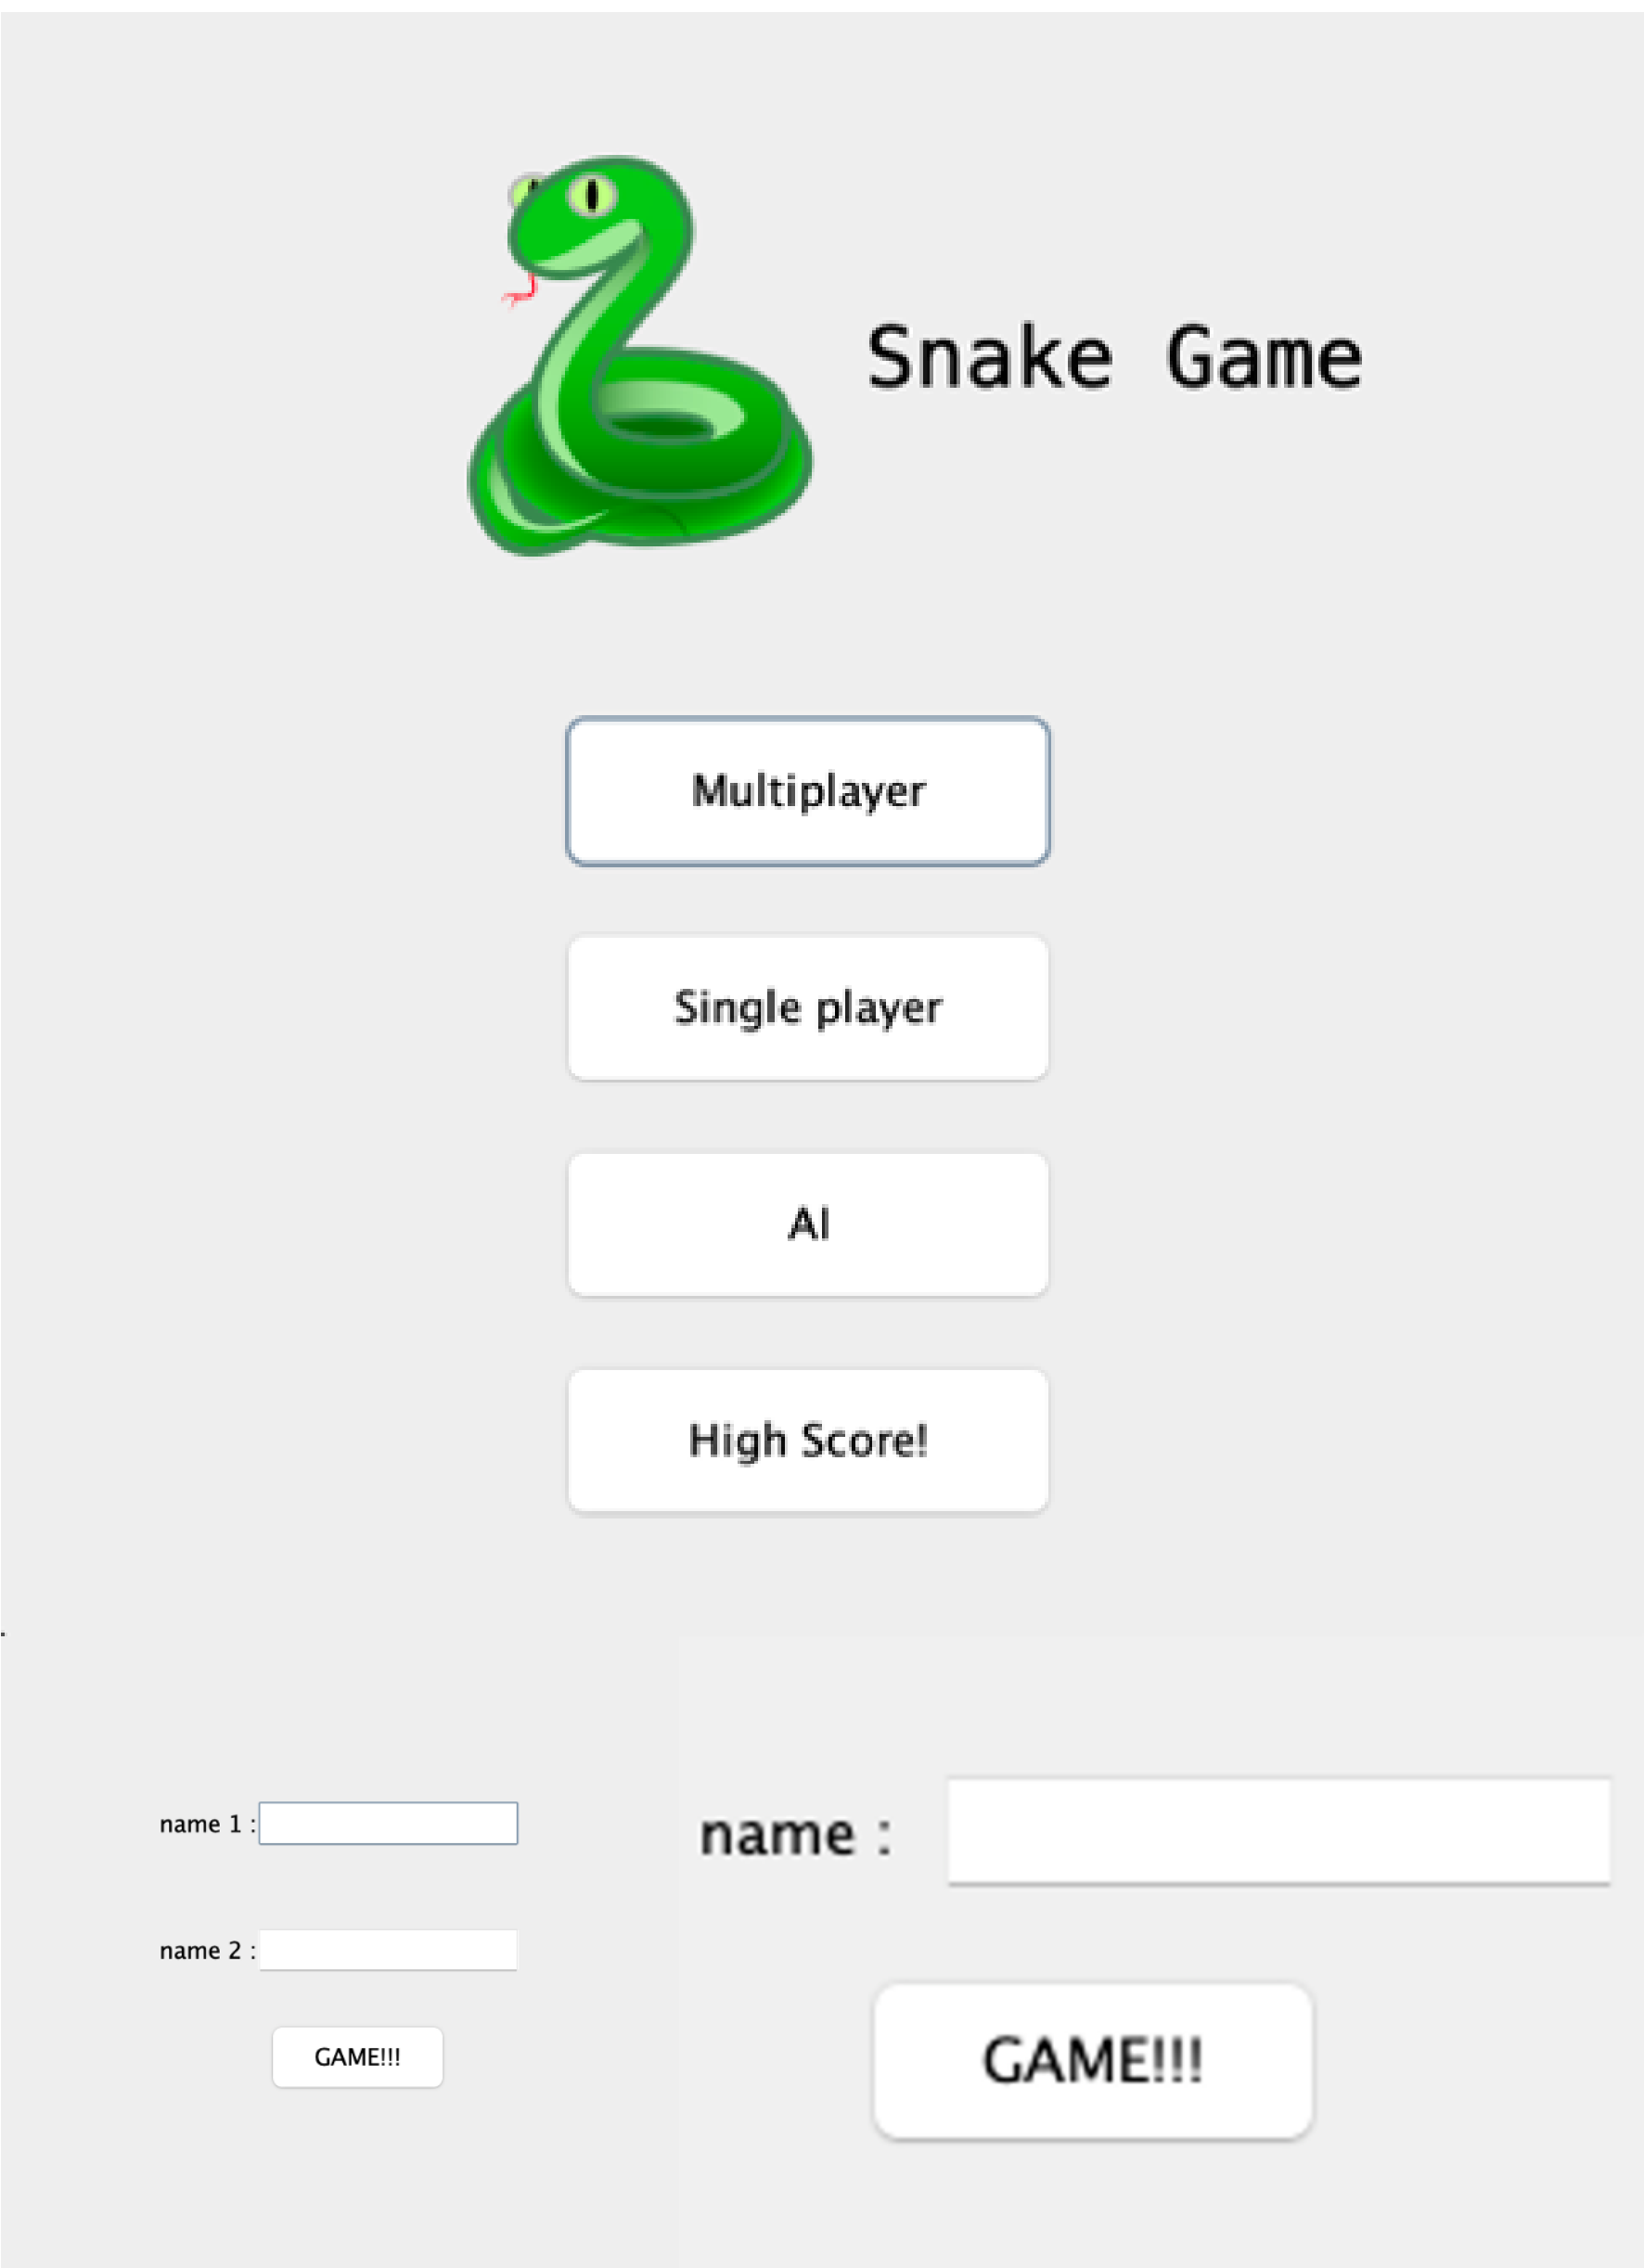 Snake Game
Multiplayer
Single player
AI
High Score!
name 1 :
name 2 :
GAME!!!
name :
GAME!!!